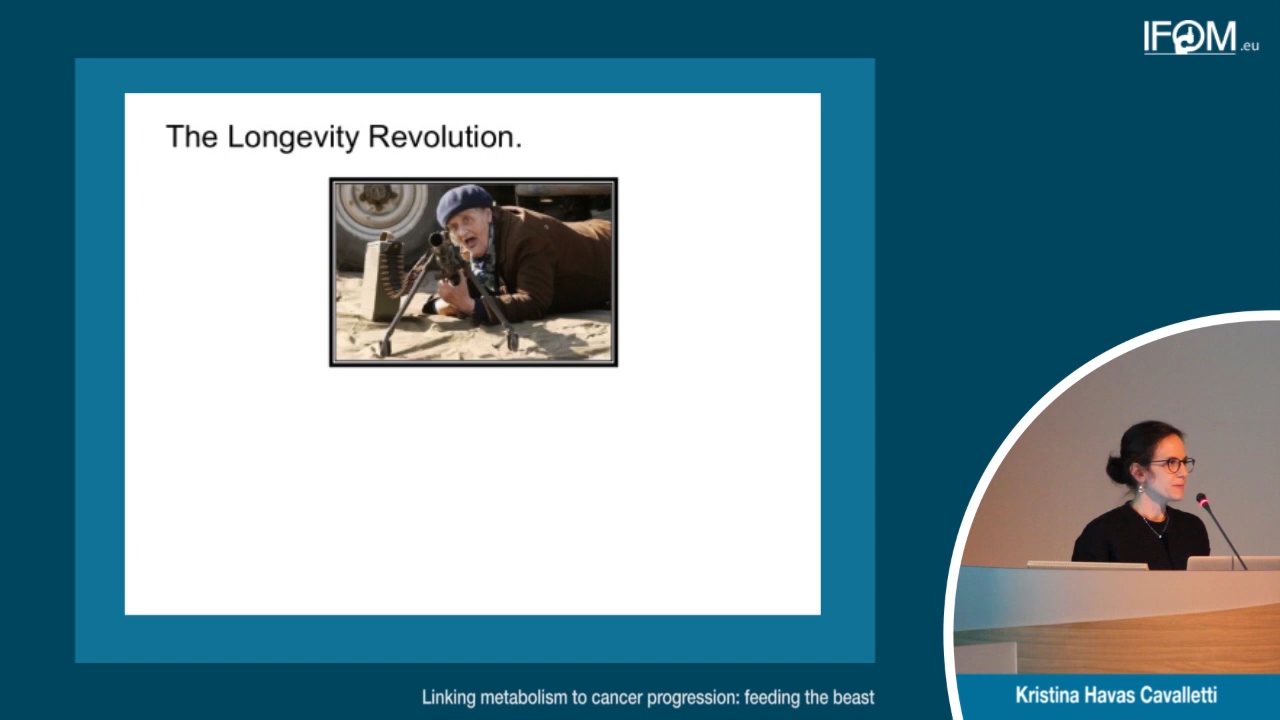 IFOM.eu
The Longevity Revolution.
Linking metabolism to cancer progression: feeding the beast
Kristina Havas Cavalletti